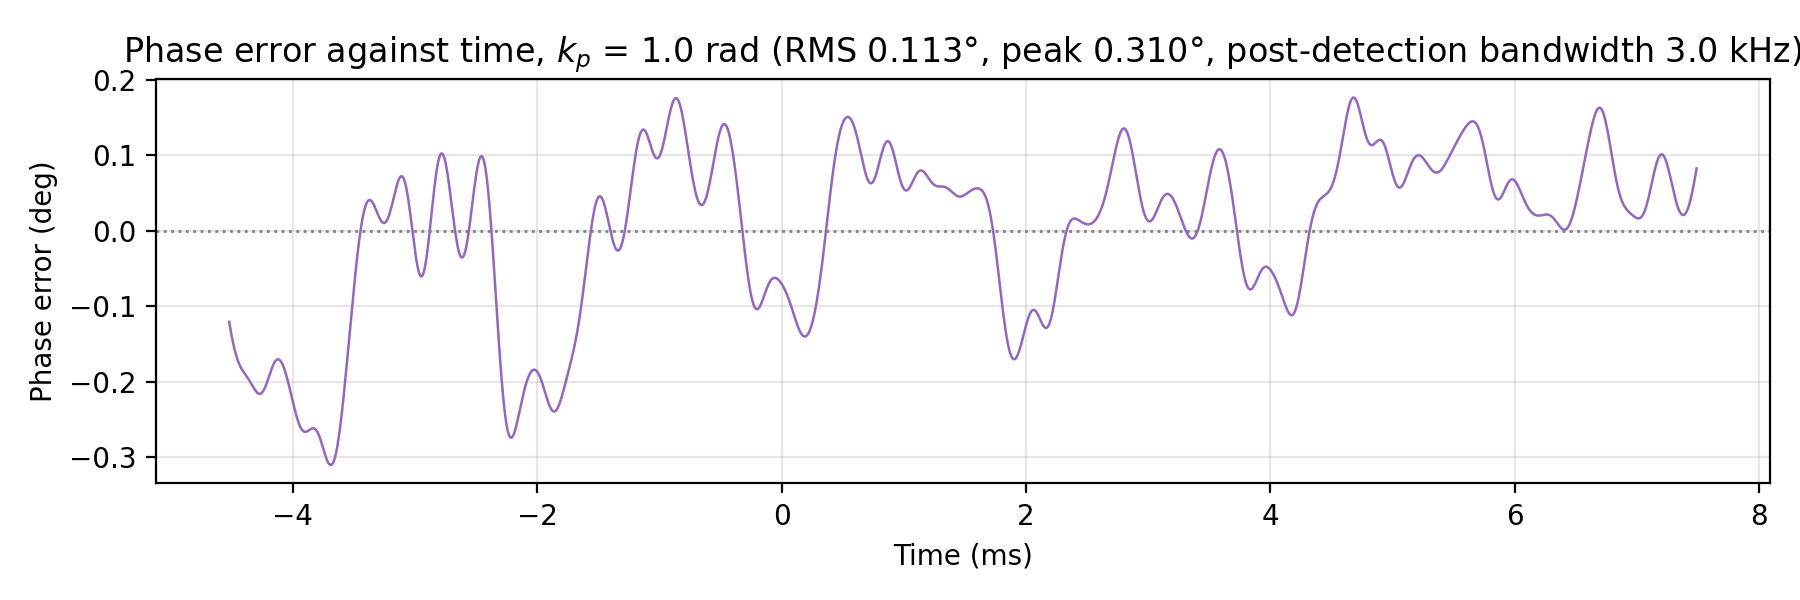 Phase error against time, kₚ = 1.0 rad (RMS 0.113°, peak 0.310°, post-detection bandwidth 3.0 kHz)
Phase error (deg)
0.2
0.1
0.0
−0.1
−0.2
−0.3
−4 −2 0 2 4 6 8
Time (ms)